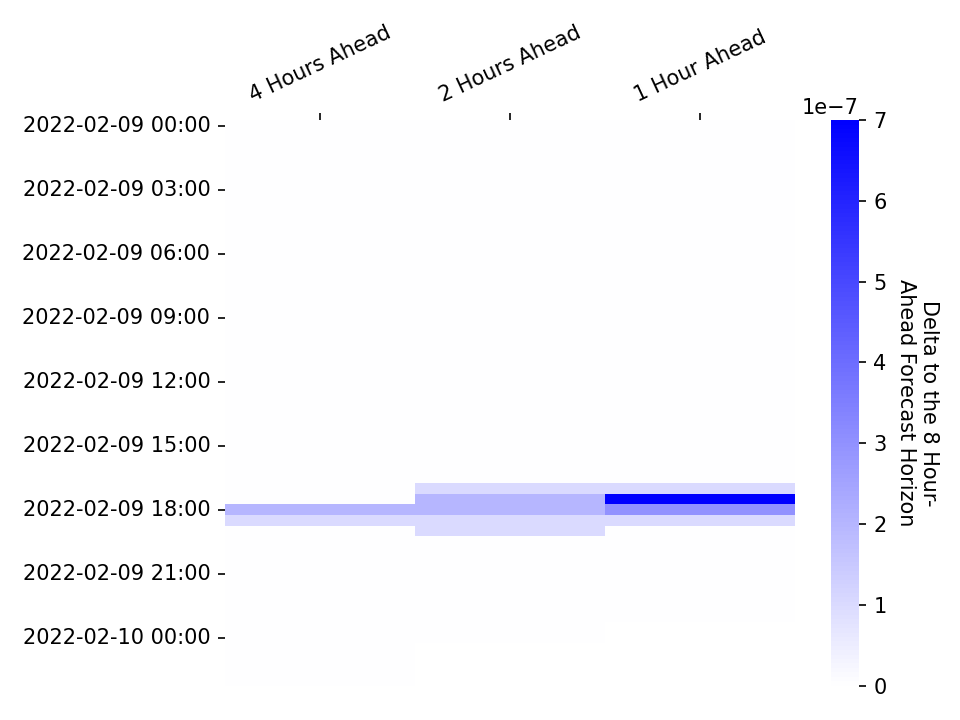 4 Hours Ahead
2 Hours Ahead
1 Hour Ahead
1e−7
2022-02-09 00:00
2022-02-09 03:00
2022-02-09 06:00
2022-02-09 09:00
2022-02-09 12:00
2022-02-09 15:00
2022-02-09 18:00
2022-02-09 21:00
2022-02-10 00:00
7
6
5
4
3
2
1
0
Delta to the 8 Hour-
Ahead Forecast Horizon